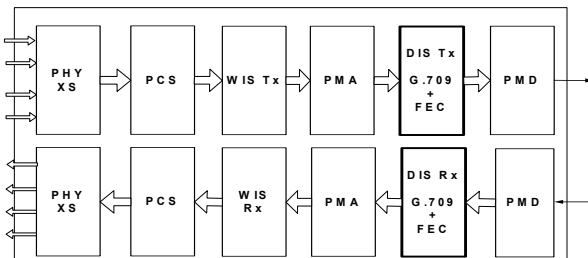 PHY
XS
PCS
WIS Tx
PMA
DIS Tx
G.709
+
FEC
PMD
PHY
XS
PCS
WIS
Rx
PMA
DIS Rx
G.709
+
FEC
PMD